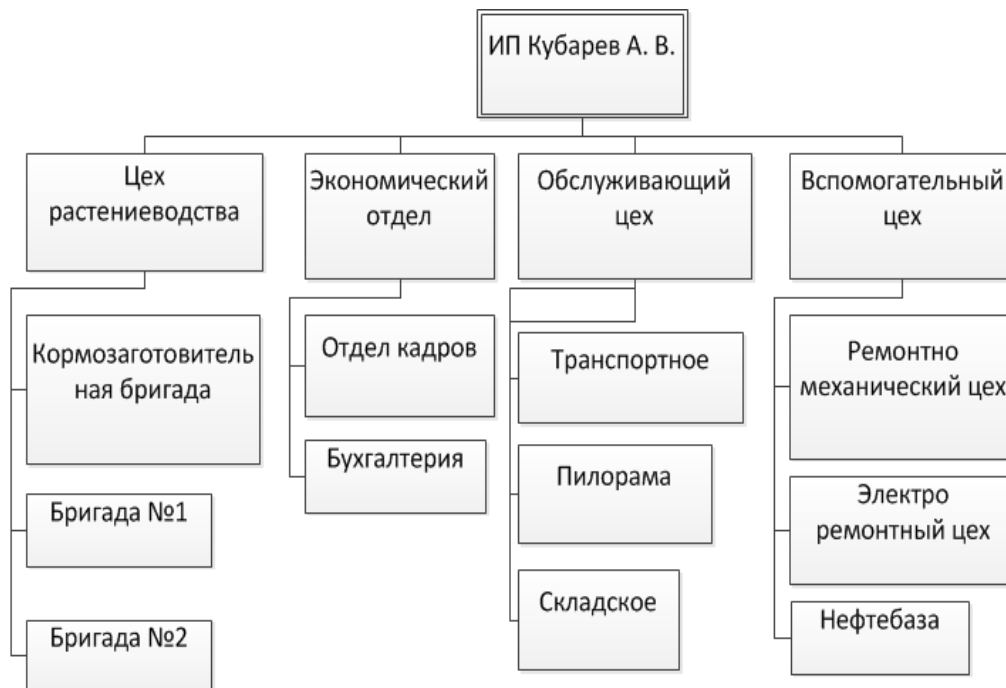 ИП Кубарев А. В.
Цех
растениеводства
Экономический
отдел
Обслуживающий
цех
Вспомогательный
цех
Кормозаготовитель
ная бригада
Бригада №1
Бригада №2
Отдел кадров
Бухгалтерия
Транспортное
Пилорама
Складское
Ремонтно
механический цех
Электро
ремонтный цех
Нефтебаза